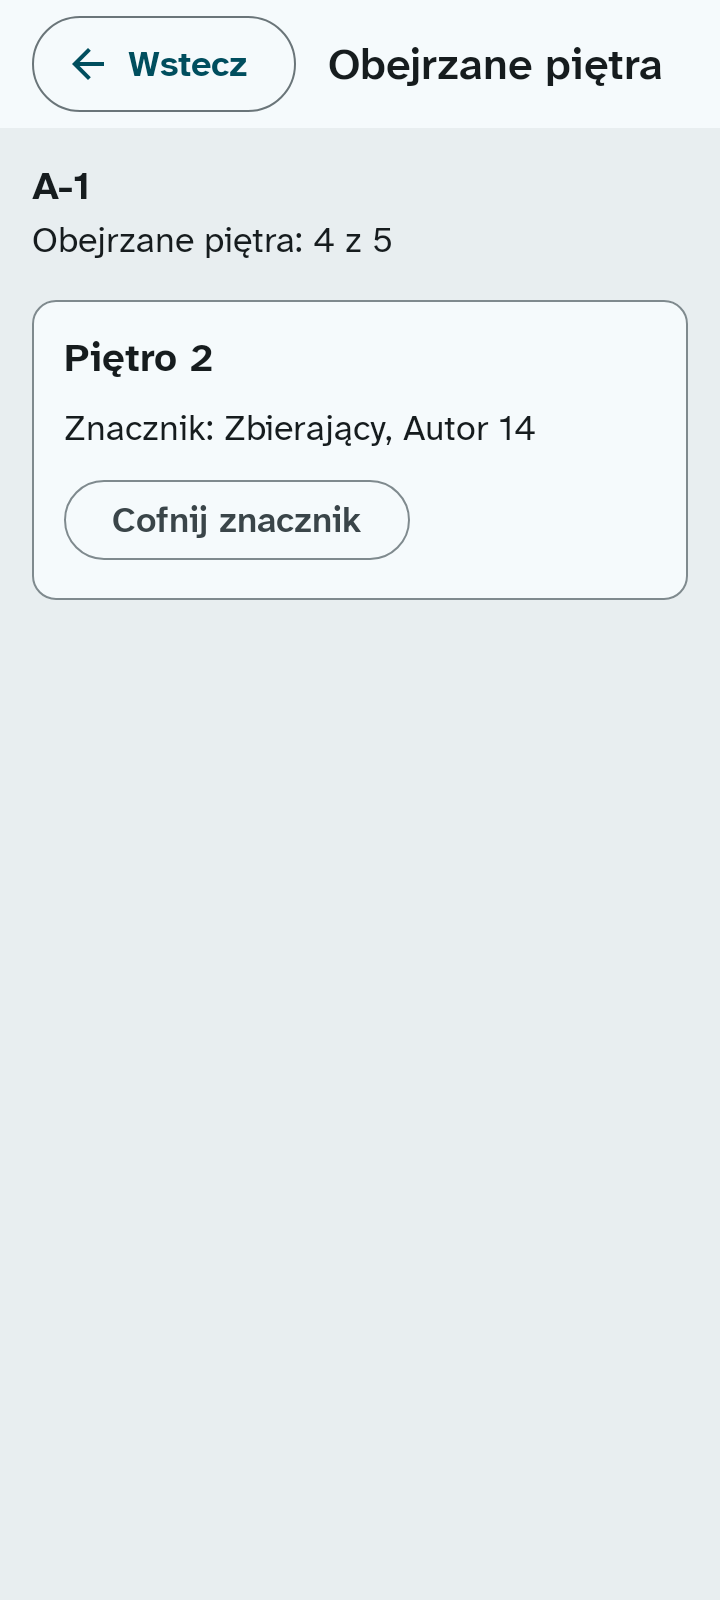 Wstecz
Obejrzane piętra
A-1
Obejrzane piętra: 4 z 5
Piętro 2
Znacznik: Zbierający, Autor 14
Cofnij znacznik